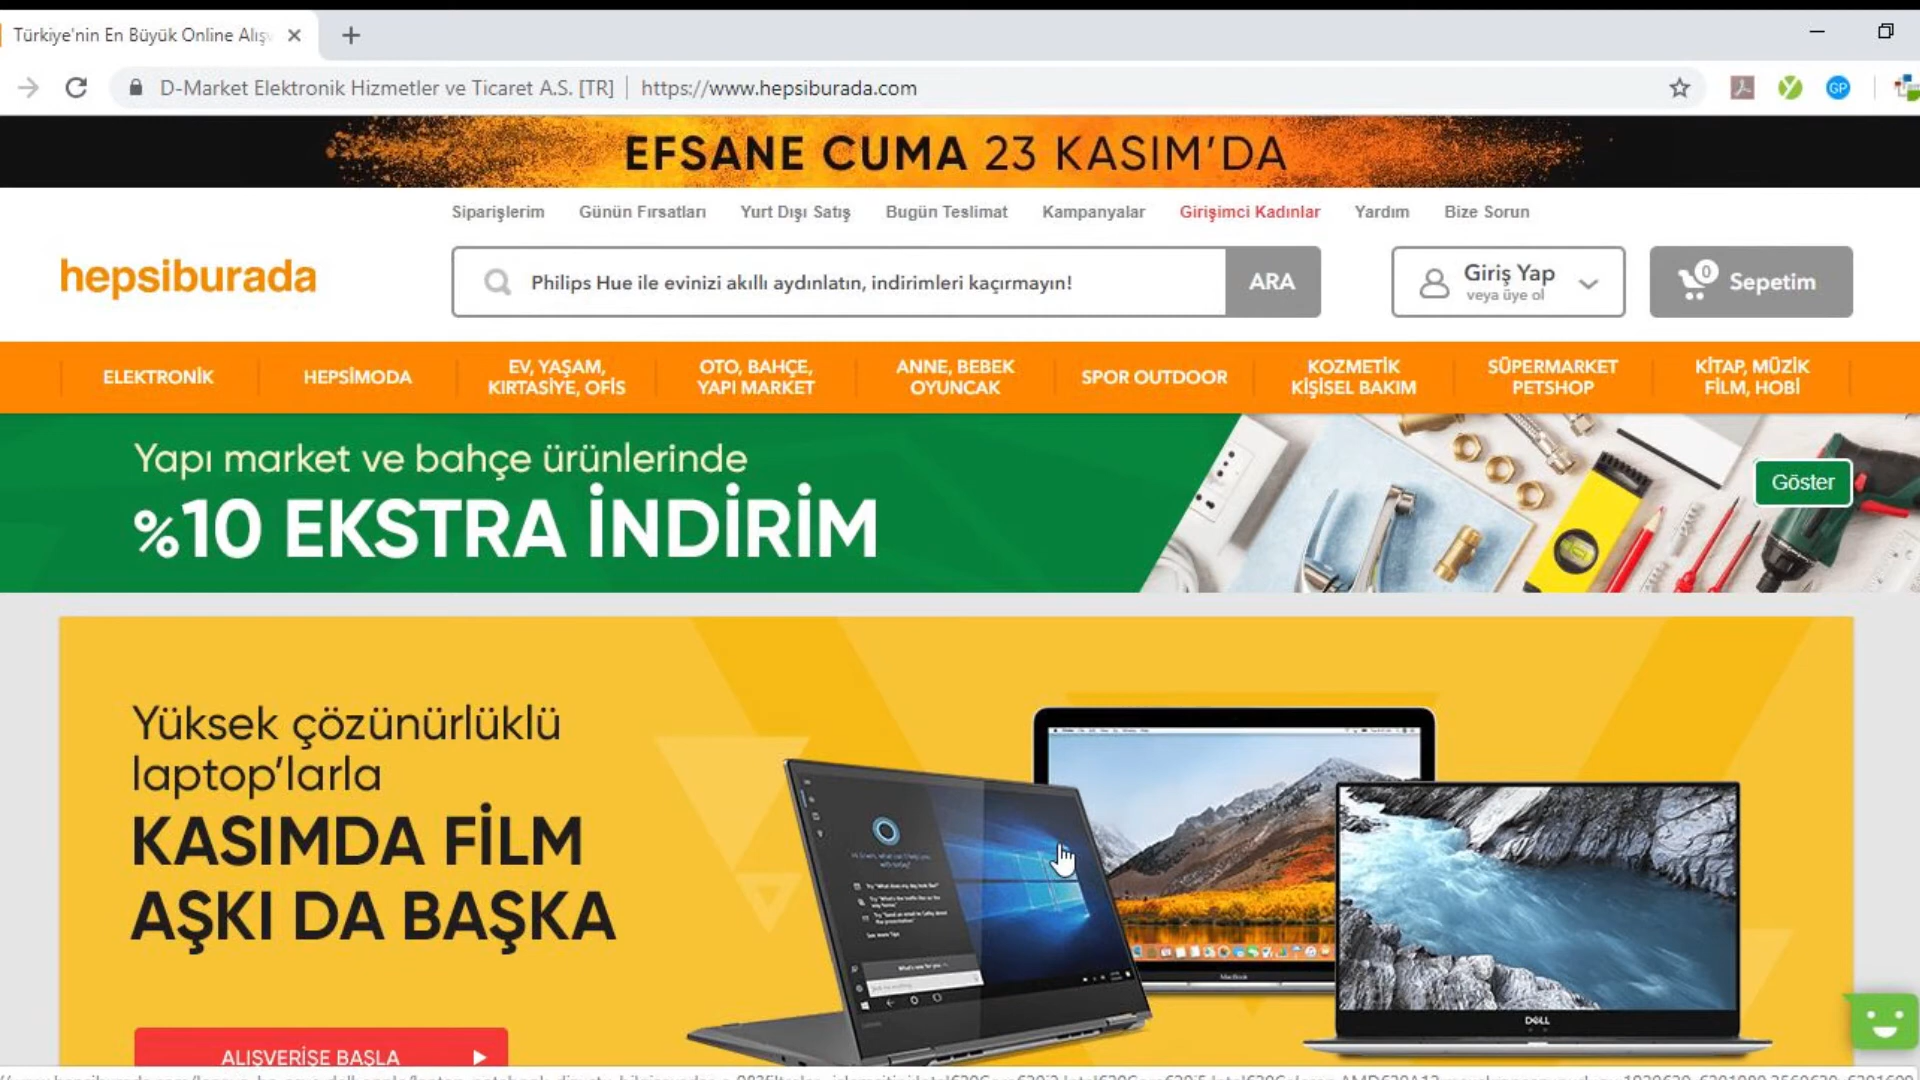 Türkiye'nin En Büyük Online Alışv
D-Market Elektronik Hizmetler ve Ticaret A.S. [TR] | https://www.hepsiburada.com
GP
EFSANE CUMA 23 KASIM'DA
Siparişlerim Günün Fırsatları Yurt Dışı Satış Bugün Teslimat Kampanyalar Girişimci Kadınlar Yardım Bize Sorun
hepsiburada
Philips Hue ile evinizi akıllı aydınlatın, indirimleri kaçırmayın!
ARA
Giriş Yap
veya üye ol
0 Sepetim
ELEKTRONİK
HEPSİMODA
EV, YAŞAM,
KIRTASİYE, OFİS
OTO, BAHÇE,
YAPI MARKET
ANNE, BEBEK
OYUNCAK
SPOR OUTDOOR
KOZMETİK
KİŞİSEL BAKIM
SÜPERMARKET
PETSHOP
KİTAP, MÜZİK
FİLM, HOBİ
Yapı market ve bahçe ürünlerinde
%10 EKSTRA İNDİRİM
Göster
Yüksek çözünürlüklü
laptop'larla
KASIMDA FİLM
AŞKI DA BAŞKA
ALIŞVERİŞE BAŞLA
MacBook
DELL